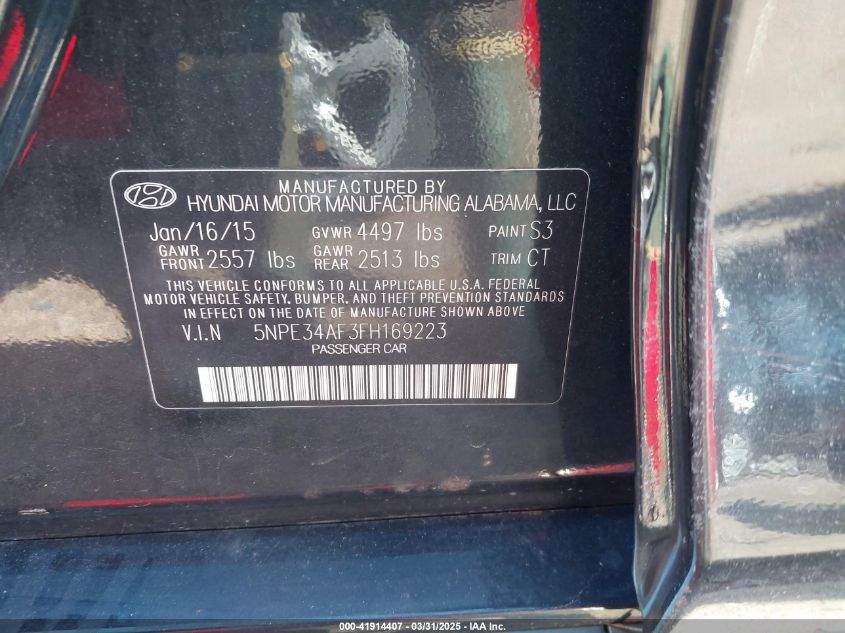 MANUFACTURED BY
HYUNDAI MOTOR MANUFACTURING ALABAMA, LLC
Jan/16/15 GVWR 4497 lbs PAINT S3
GAWR FRONT 2557 lbs GAWR REAR 2513 lbs TRIM CT
THIS VEHICLE CONFORMS TO ALL APPLICABLE U.S.A. FEDERAL
MOTOR VEHICLE SAFETY, BUMPER, AND THEFT PREVENTION STANDARDS
IN EFFECT ON THE DATE OF MANUFACTURE SHOWN ABOVE
V.I.N 5NPE34AF3FH169223
PASSENGER CAR
000-41914407 - 03/31/2025 - IAA Inc.